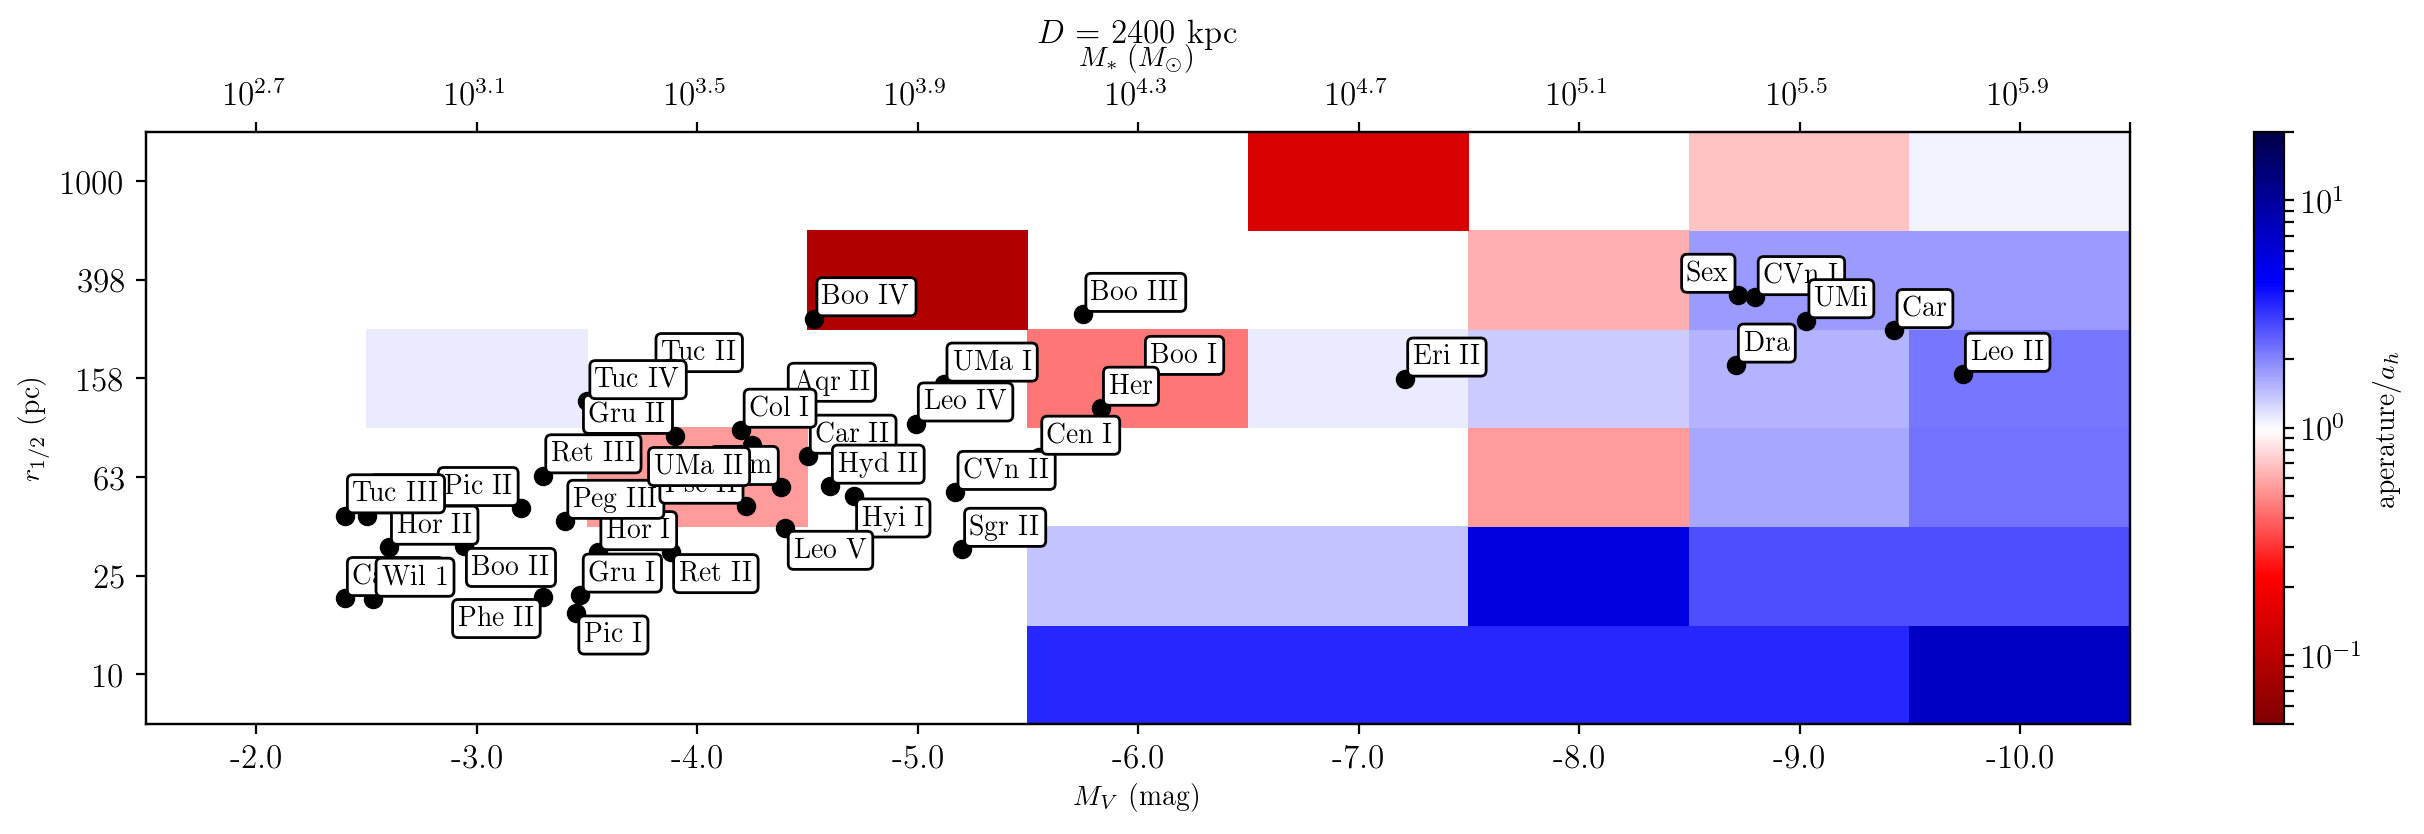 D = 2400 kpc
M* (M☉)
10^2.7 10^3.1 10^3.5 10^3.9 10^4.3 10^4.7 10^5.1 10^5.5 10^5.9
1000
398
158
63
25
10
r1/2 (pc)
Sex
CVn I
UMi
Car
Boo IV
Boo III
Dra
Leo II
Tuc II
UMa I
Boo I
Eri II
Tuc IV
Aqr II
Her
Gru II
Col I
Leo IV
Car II
Cen I
Ret III
UMa II
Hyd II
CVn II
Tuc III
Pic II
Peg III
Psc II
Hor II
Hor I
Hyi I
Sgr II
Leo V
Wil 1
Boo II
Gru I
Ret II
Phe II
Pic I
-2.0 -3.0 -4.0 -5.0 -6.0 -7.0 -8.0 -9.0 -10.0
MV (mag)
10^1
10^0
10^-1
aperature/ah